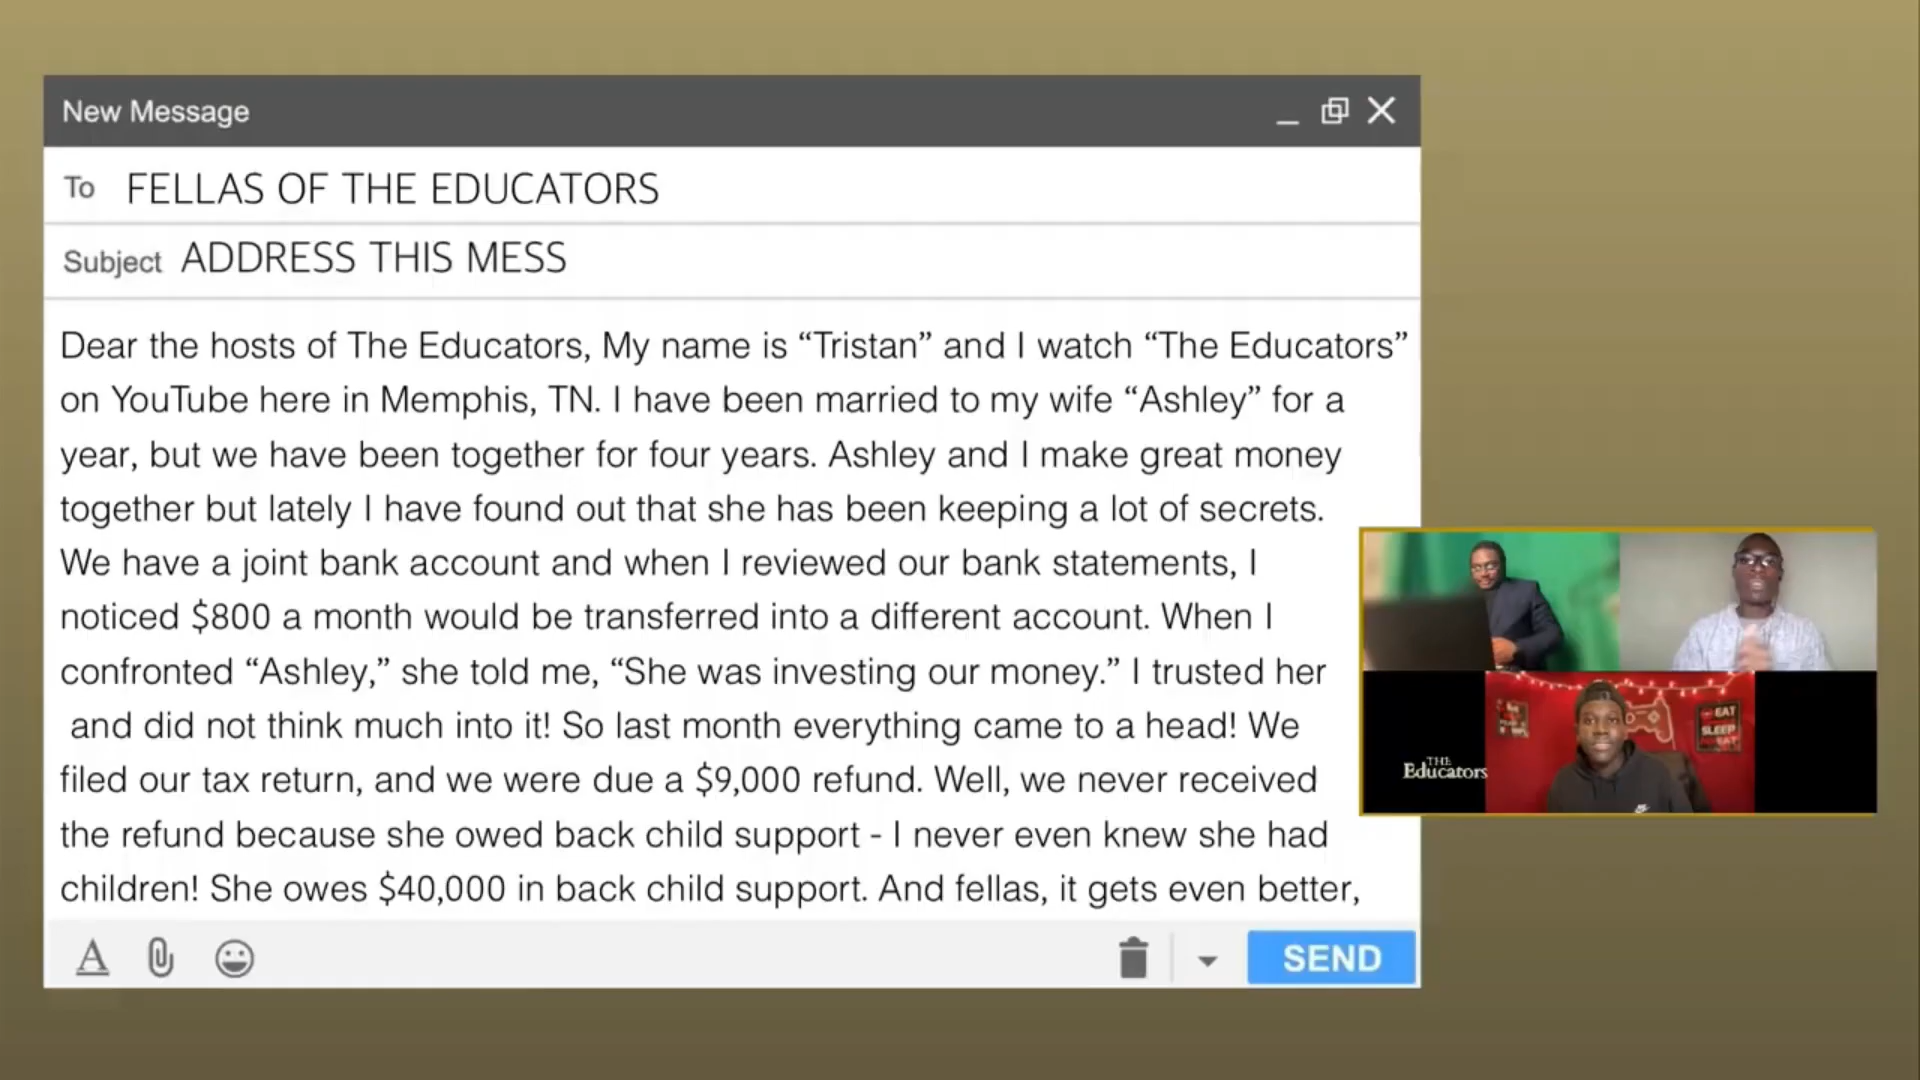 New Message
To FELLAS OF THE EDUCATORS
Subject ADDRESS THIS MESS
Dear the hosts of The Educators, My name is “Tristan” and I watch “The Educators”
on YouTube here in Memphis, TN. I have been married to my wife “Ashley” for a
year, but we have been together for four years. Ashley and I make great money
together but lately I have found out that she has been keeping a lot of secrets.
We have a joint bank account and when I reviewed our bank statements, I
noticed $800 a month would be transferred into a different account. When I
confronted “Ashley,” she told me, “She was investing our money.” I trusted her
and did not think much into it! So last month everything came to a head! We
filed our tax return, and we were due a $9,000 refund. Well, we never received
the refund because she owed back child support - I never even knew she had
children! She owes $40,000 in back child support. And fellas, it gets even better,
A
SEND
THE
Educators
EAT
SLEEP